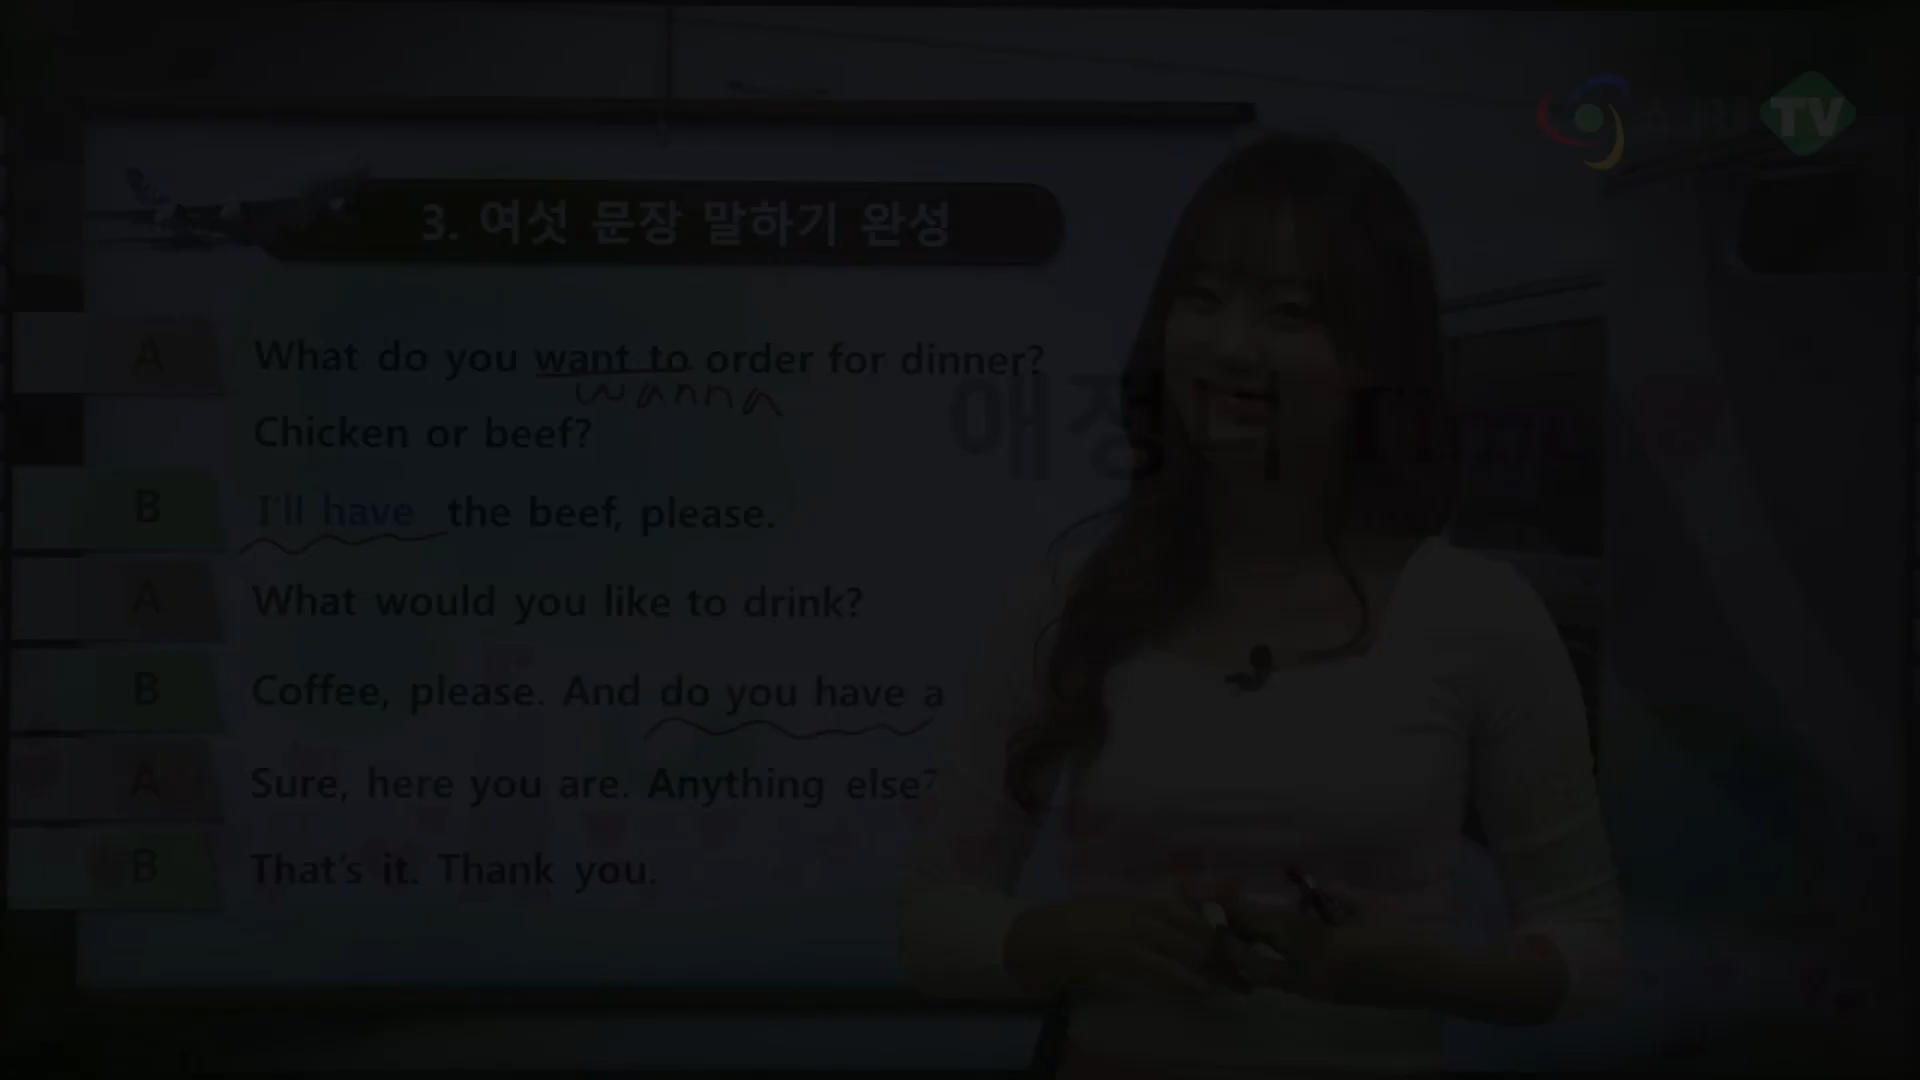 TV
3. 여섯 문장 말하기 완성
A What do you want to order for dinner?
wanna
Chicken or beef?
B I'll have the beef, please.
A What would you like to drink?
B Coffee, please. And do you have a
A Sure, here you are. Anything else?
B That's it. Thank you.